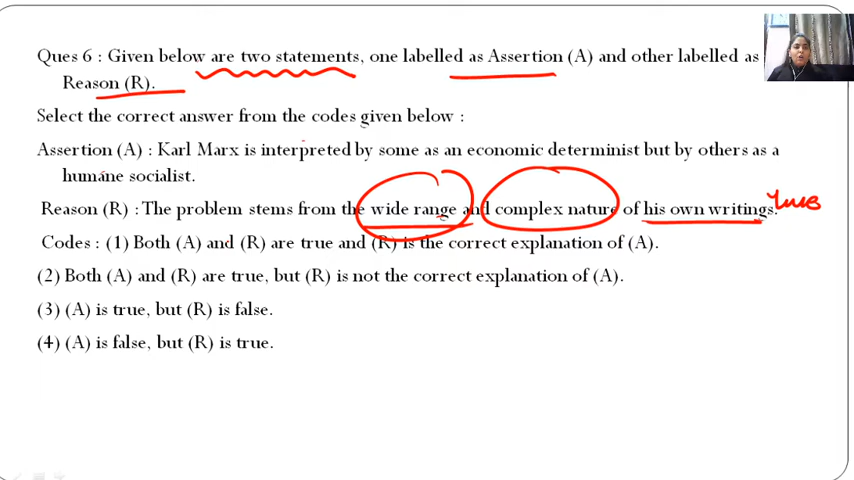 Ques 6 : Given below are two statements, one labelled as Assertion (A) and other labelled as
Reason (R).
Select the correct answer from the codes given below :
Assertion (A) : Karl Marx is interpreted by some as an economic determinist but by others as a
humane socialist.
Reason (R) : The problem stems from the wide range and complex nature of his own writings.
Codes : (1) Both (A) and (R) are true and (R) is the correct explanation of (A).
(2) Both (A) and (R) are true, but (R) is not the correct explanation of (A).
(3) (A) is true, but (R) is false.
(4) (A) is false, but (R) is true.